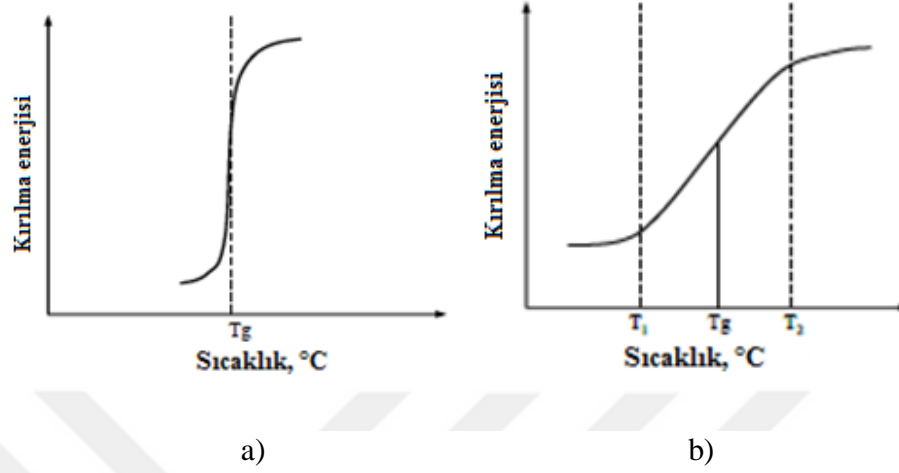 Kırılma enerjisi
Tg
Sıcaklık, °C
a)
Kırılma enerjisi
T₁ Tg T₂
Sıcaklık, °C
b)